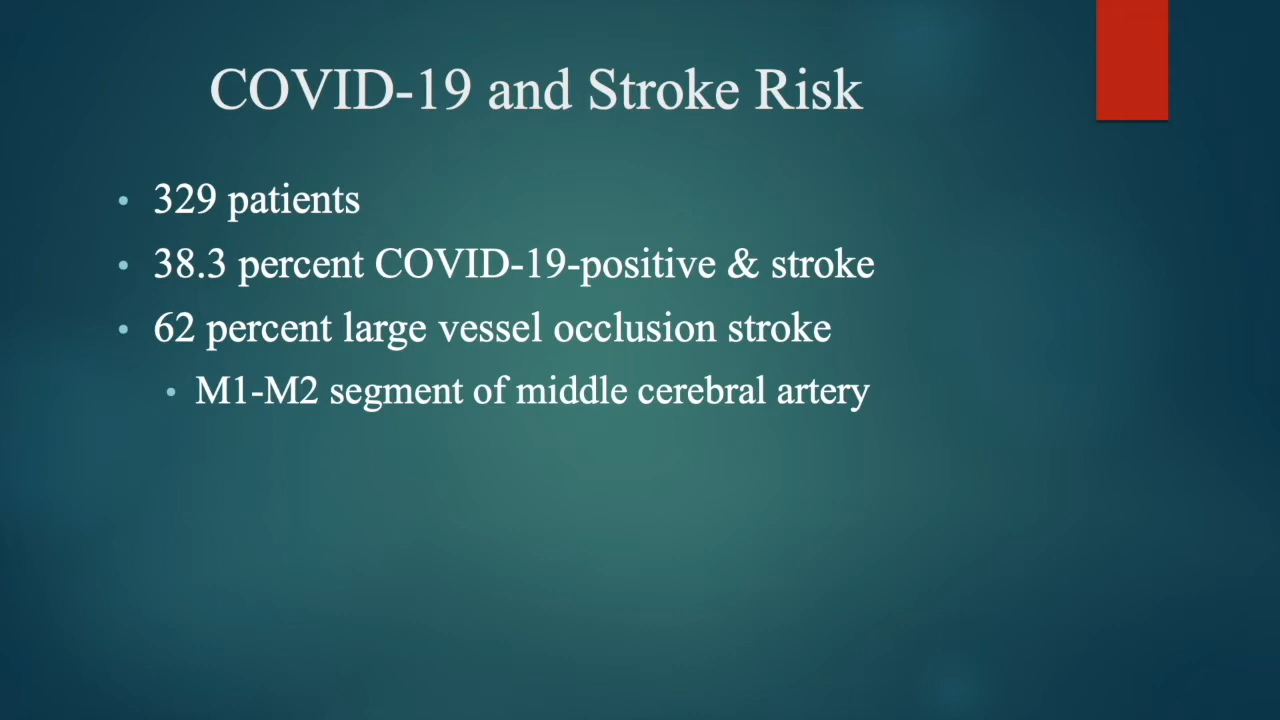 COVID-19 and Stroke Risk
• 329 patients
• 38.3 percent COVID-19-positive & stroke
• 62 percent large vessel occlusion stroke
• M1-M2 segment of middle cerebral artery